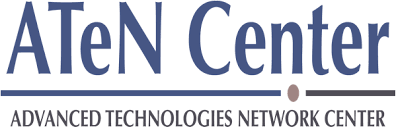 ATeN Center
ADVANCED TECHNOLOGIES NETWORK CENTER